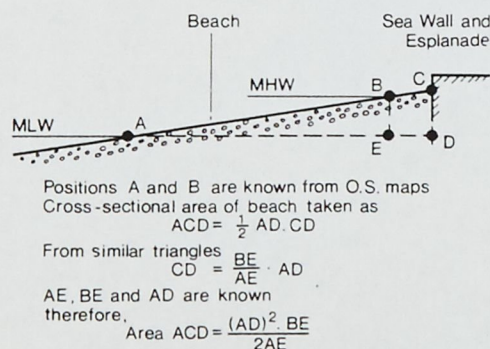 Beach
Sea Wall and
Esplanade
MHW
B
C
MLW
A
E
D
Positions A and B are known from O.S. maps
Cross-sectional area of beach taken as
ACD = 1/2 AD.CD
From similar triangles
CD = BE/AE · AD
AE, BE and AD are known
therefore,
Area ACD = (AD)². BE/2AE